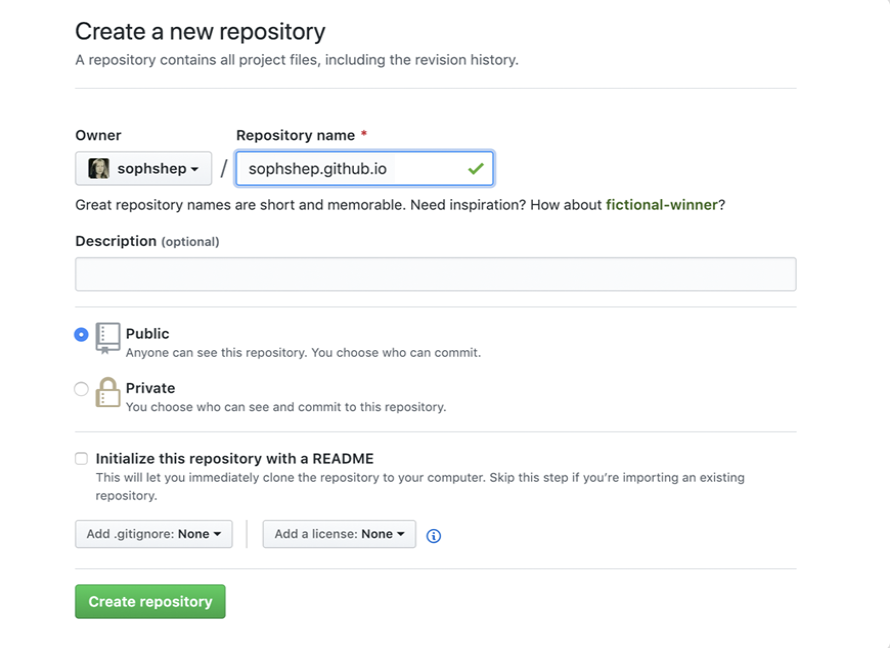 Create a new repository
A repository contains all project files, including the revision history.
Owner
Repository name *
sophshep
/
sophshep.github.io
Great repository names are short and memorable. Need inspiration? How about fictional-winner?
Description (optional)
Public
Anyone can see this repository. You choose who can commit.
Private
You choose who can see and commit to this repository.
Initialize this repository with a README
This will let you immediately clone the repository to your computer. Skip this step if you're importing an existing
repository.
Add .gitignore: None
Add a license: None
Create repository